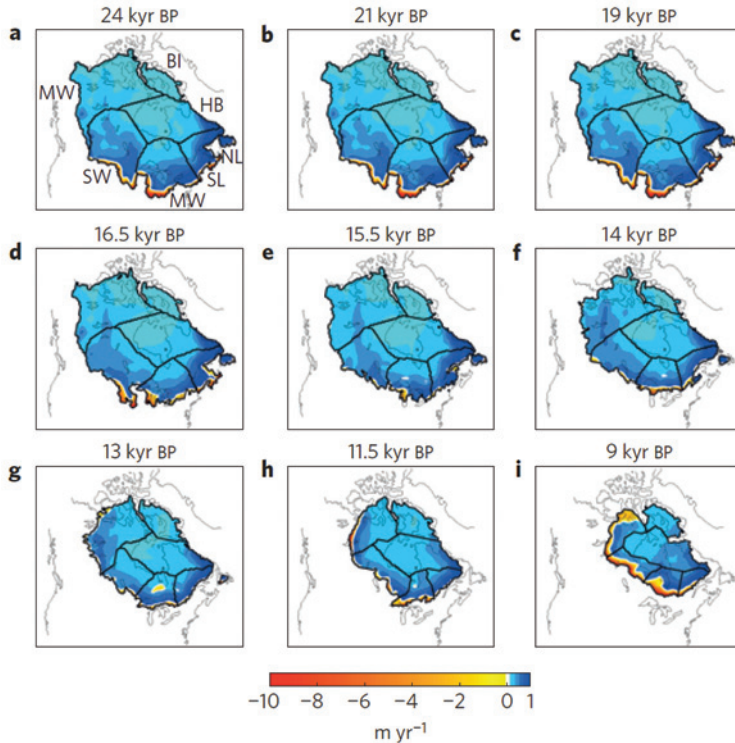 24 kyr BP
21 kyr BP
19 kyr BP
a
b
c
BI
MW
HB
NL
SW
SL
MW
16.5 kyr BP
15.5 kyr BP
14 kyr BP
d
e
f
13 kyr BP
11.5 kyr BP
9 kyr BP
g
h
i
−10 −8 −6 −4 −2 0 1
m yr⁻¹